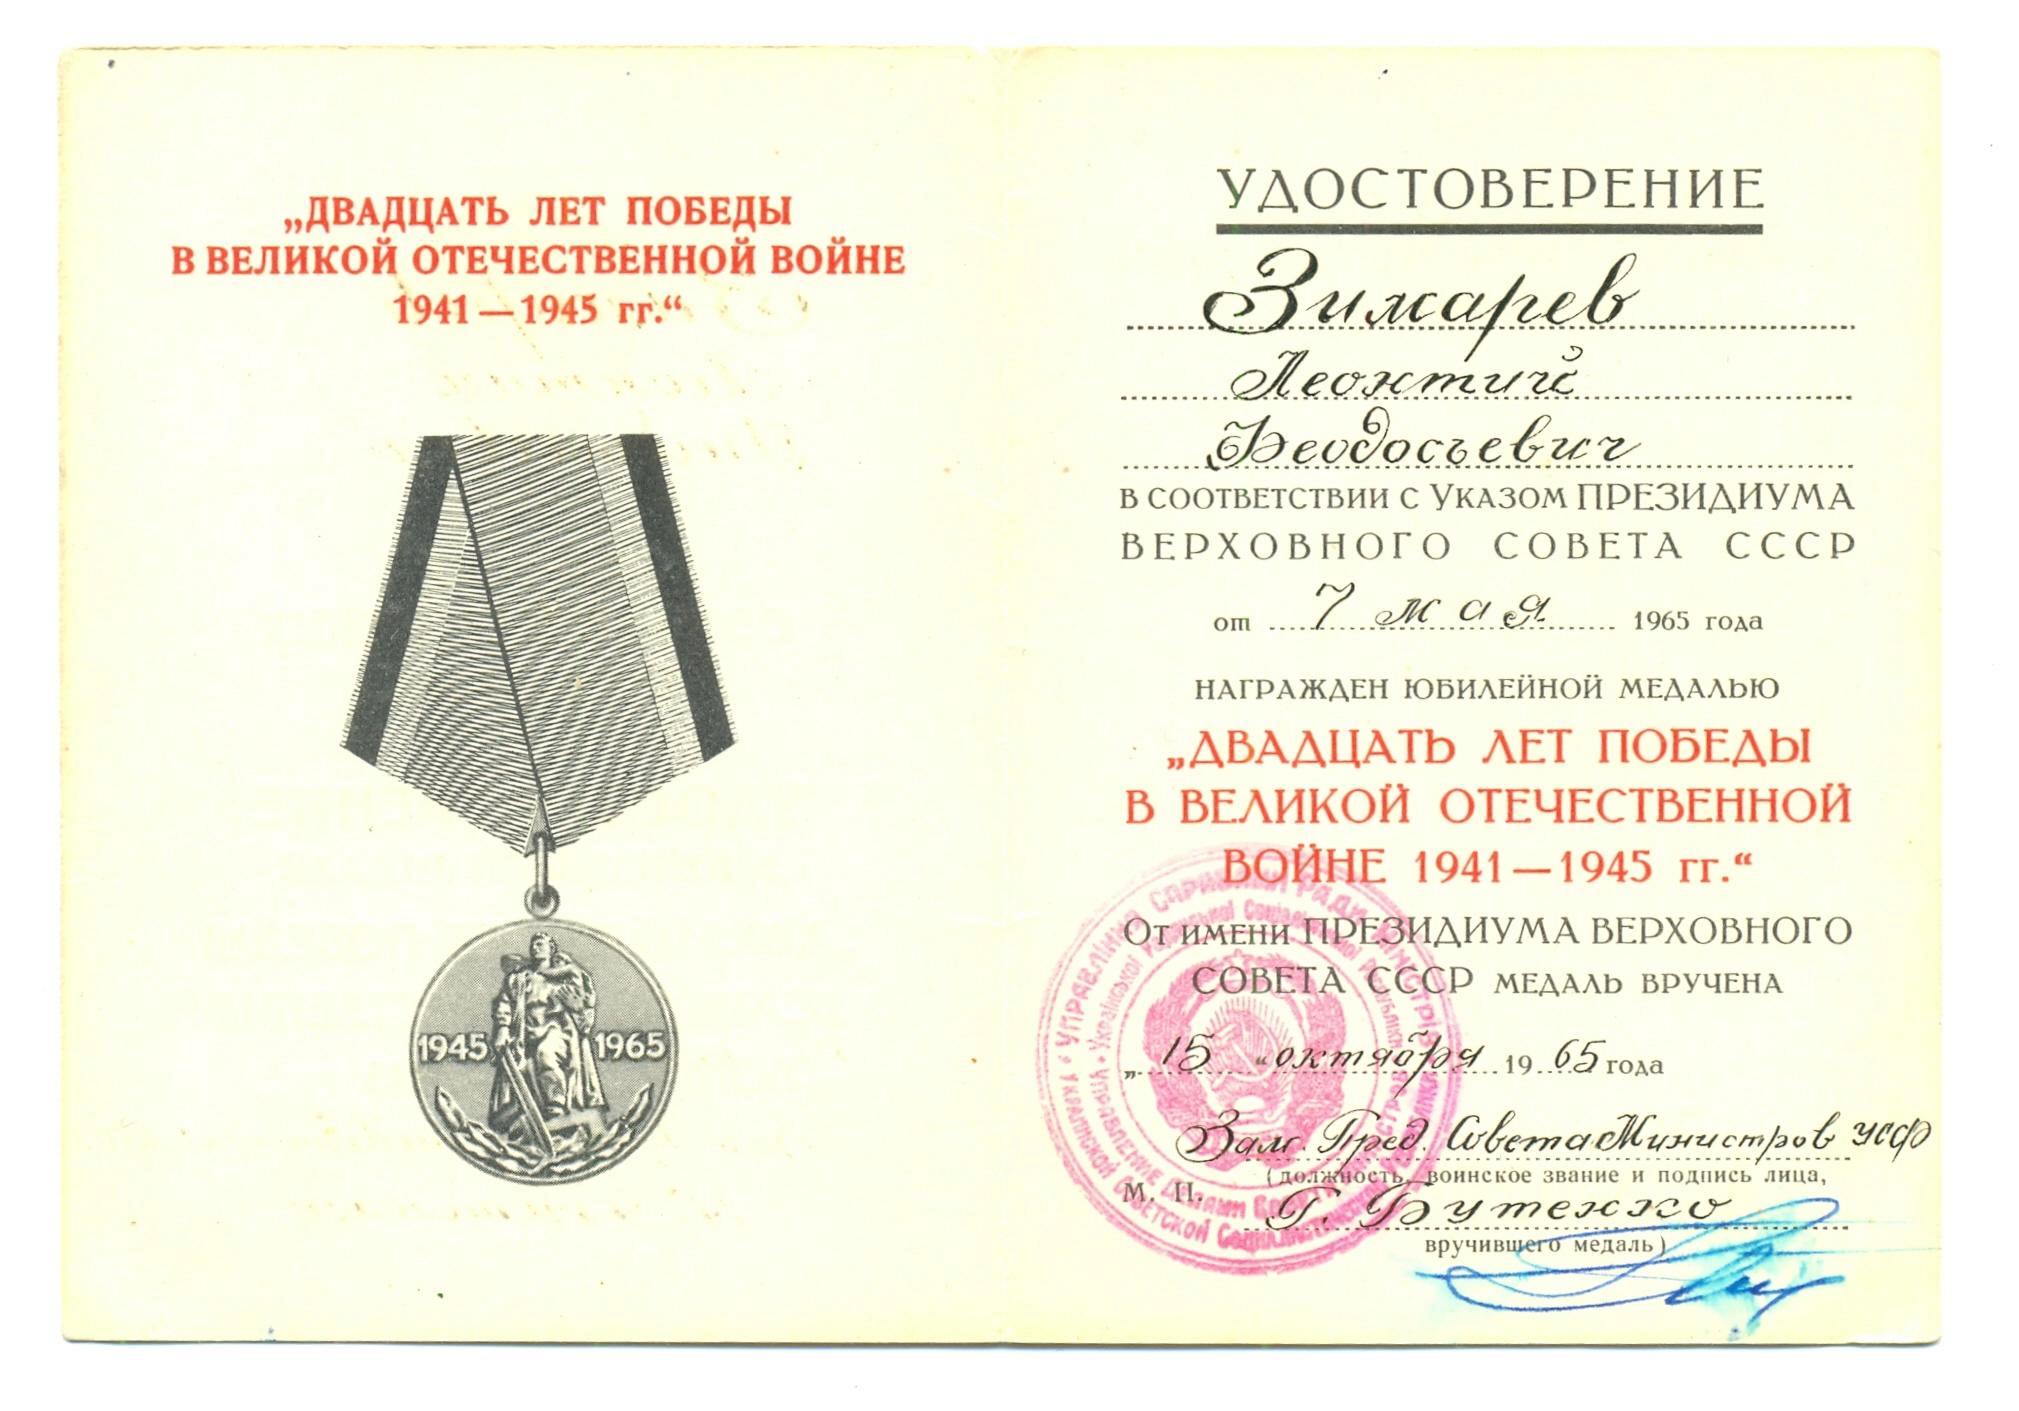 „ДВАДЦАТЬ ЛЕТ ПОБЕДЫ
В ВЕЛИКОЙ ОТЕЧЕСТВЕННОЙ ВОЙНЕ
1941—1945 гг.“
1945 1965
УДОСТОВЕРЕНИЕ
Зимарев
Леонтий
Феодосьевич
В СООТВЕТСТВИИ С УКАЗОМ ПРЕЗИДИУМА
ВЕРХОВНОГО СОВЕТА СССР
от 7 мая 1965 года
НАГРАЖДЕН ЮБИЛЕЙНОЙ МЕДАЛЬЮ
„ДВАДЦАТЬ ЛЕТ ПОБЕДЫ
В ВЕЛИКОЙ ОТЕЧЕСТВЕННОЙ
ВОЙНЕ 1941—1945 гг.“
ОТ ИМЕНИ ПРЕЗИДИУМА ВЕРХОВНОГО
СОВЕТА СССР МЕДАЛЬ ВРУЧЕНА
„15“ октября 1965 года
Зам. Пред. Совета Министров УССР
(должность, воинское звание и подпись лица,
М. П.
Г. Бутенко
вручившего медаль)